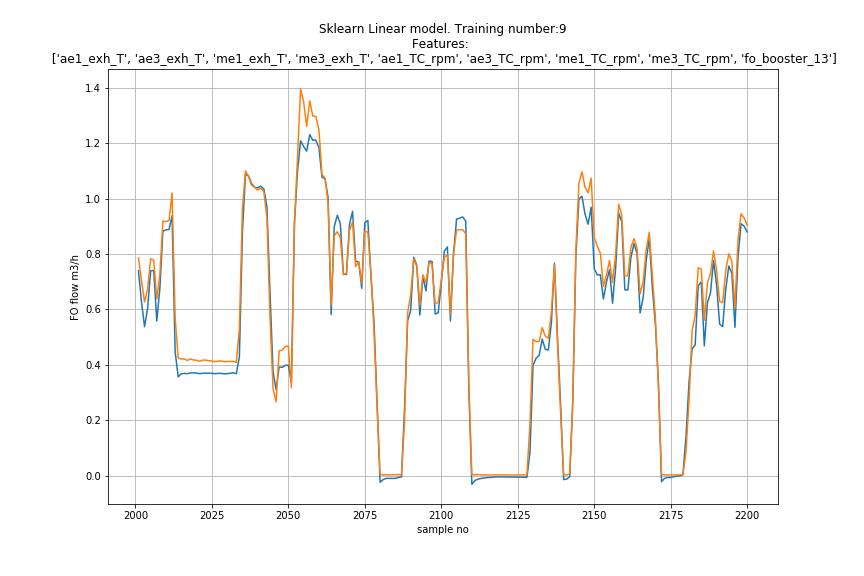 Sklearn Linear model. Training number:9
Features:
['ae1_exh_T', 'ae3_exh_T', 'me1_exh_T', 'me3_exh_T', 'ae1_TC_rpm', 'ae3_TC_rpm', 'me1_TC_rpm', 'me3_TC_rpm', 'fo_booster_13']
1.4
1.2
1.0
0.8
0.6
0.4
0.2
0.0
FO flow m3/h
2000 2025 2050 2075 2100 2125 2150 2175 2200
sample no